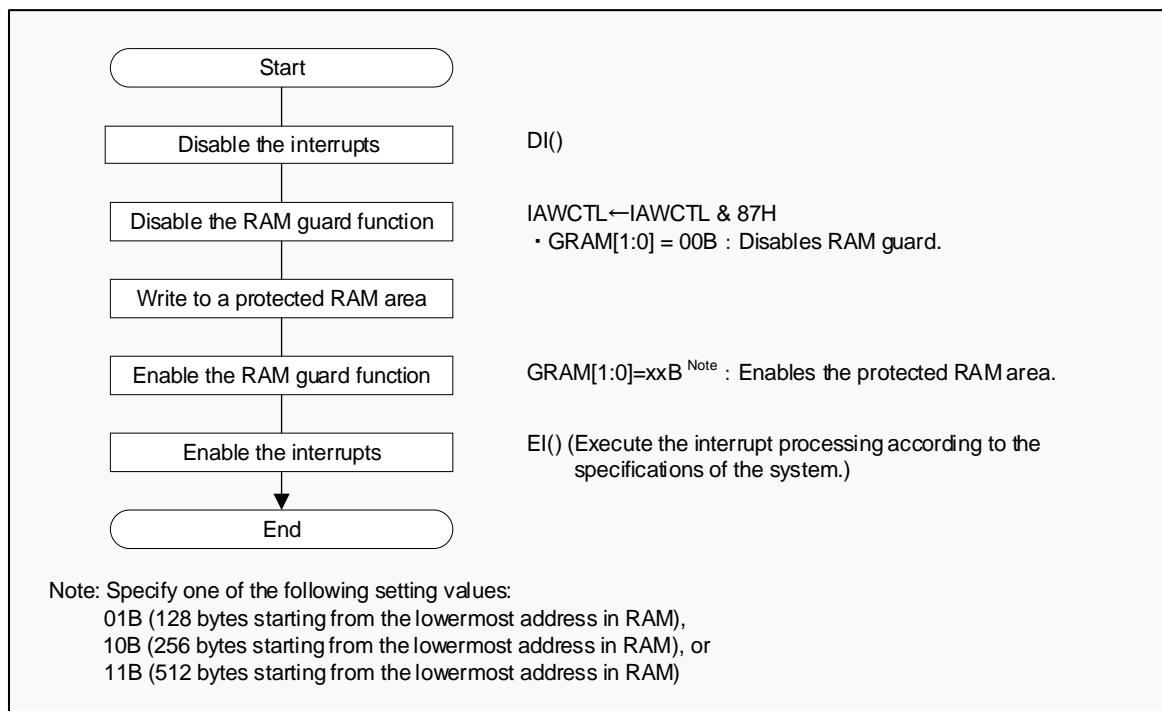 Start
Disable the interrupts
DI()
Disable the RAM guard function
IAWCTL←IAWCTL & 87H
・GRAM[1:0] = 00B : Disables RAM guard.
Write to a protected RAM area
Enable the RAM guard function
GRAM[1:0]=xxB Note : Enables the protected RAM area.
Enable the interrupts
EI() (Execute the interrupt processing according to the
specifications of the system.)
End
Note: Specify one of the following setting values:
01B (128 bytes starting from the lowermost address in RAM),
10B (256 bytes starting from the lowermost address in RAM), or
11B (512 bytes starting from the lowermost address in RAM)